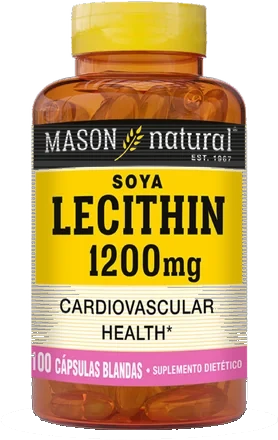 MASON natural
EST. 1967
SOYA
LECITHIN
1200mg
CARDIOVASCULAR
HEALTH*
100 CÁPSULAS BLANDAS • SUPLEMENTO DIETÉTICO